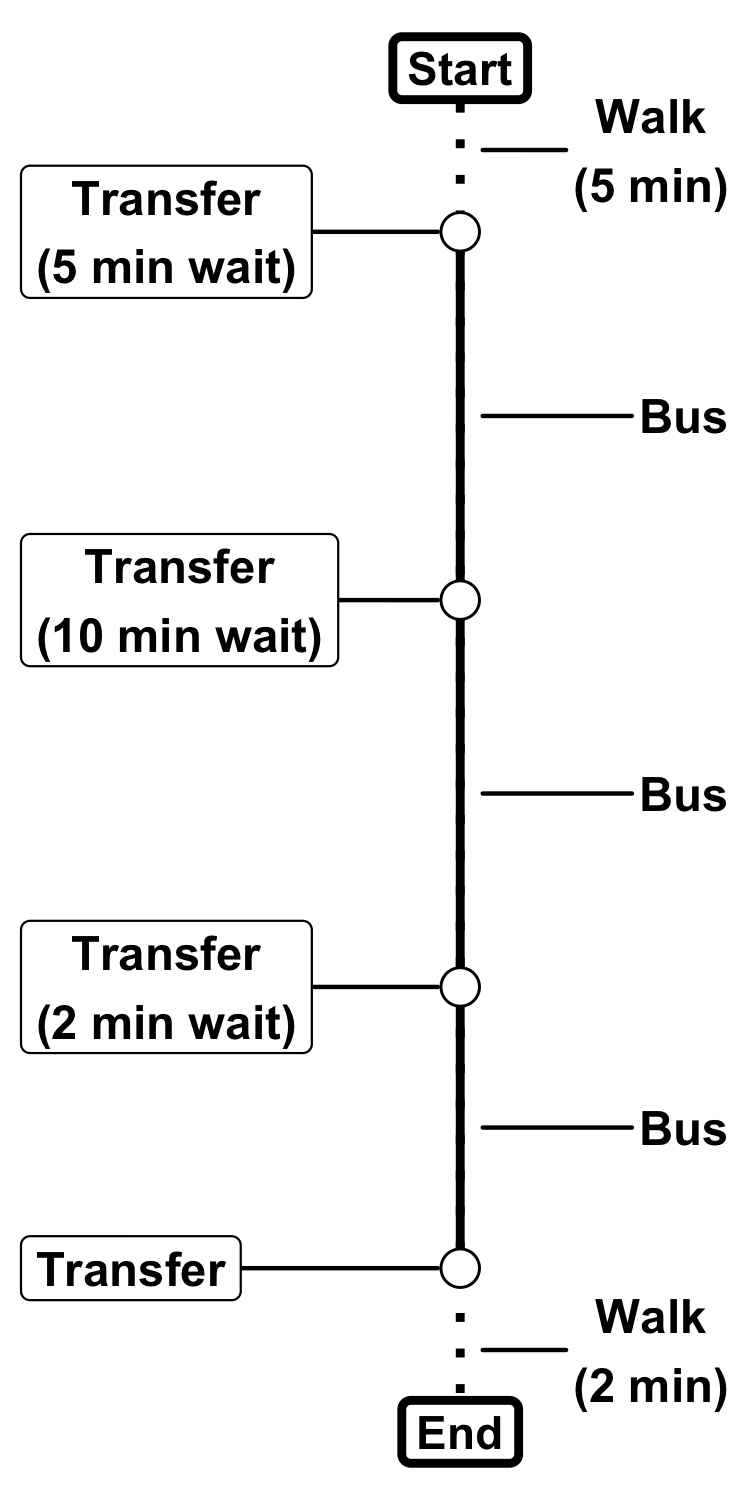 Start
Walk
(5 min)
Transfer
(5 min wait)
Bus
Transfer
(10 min wait)
Bus
Transfer
(2 min wait)
Bus
Transfer
Walk
(2 min)
End